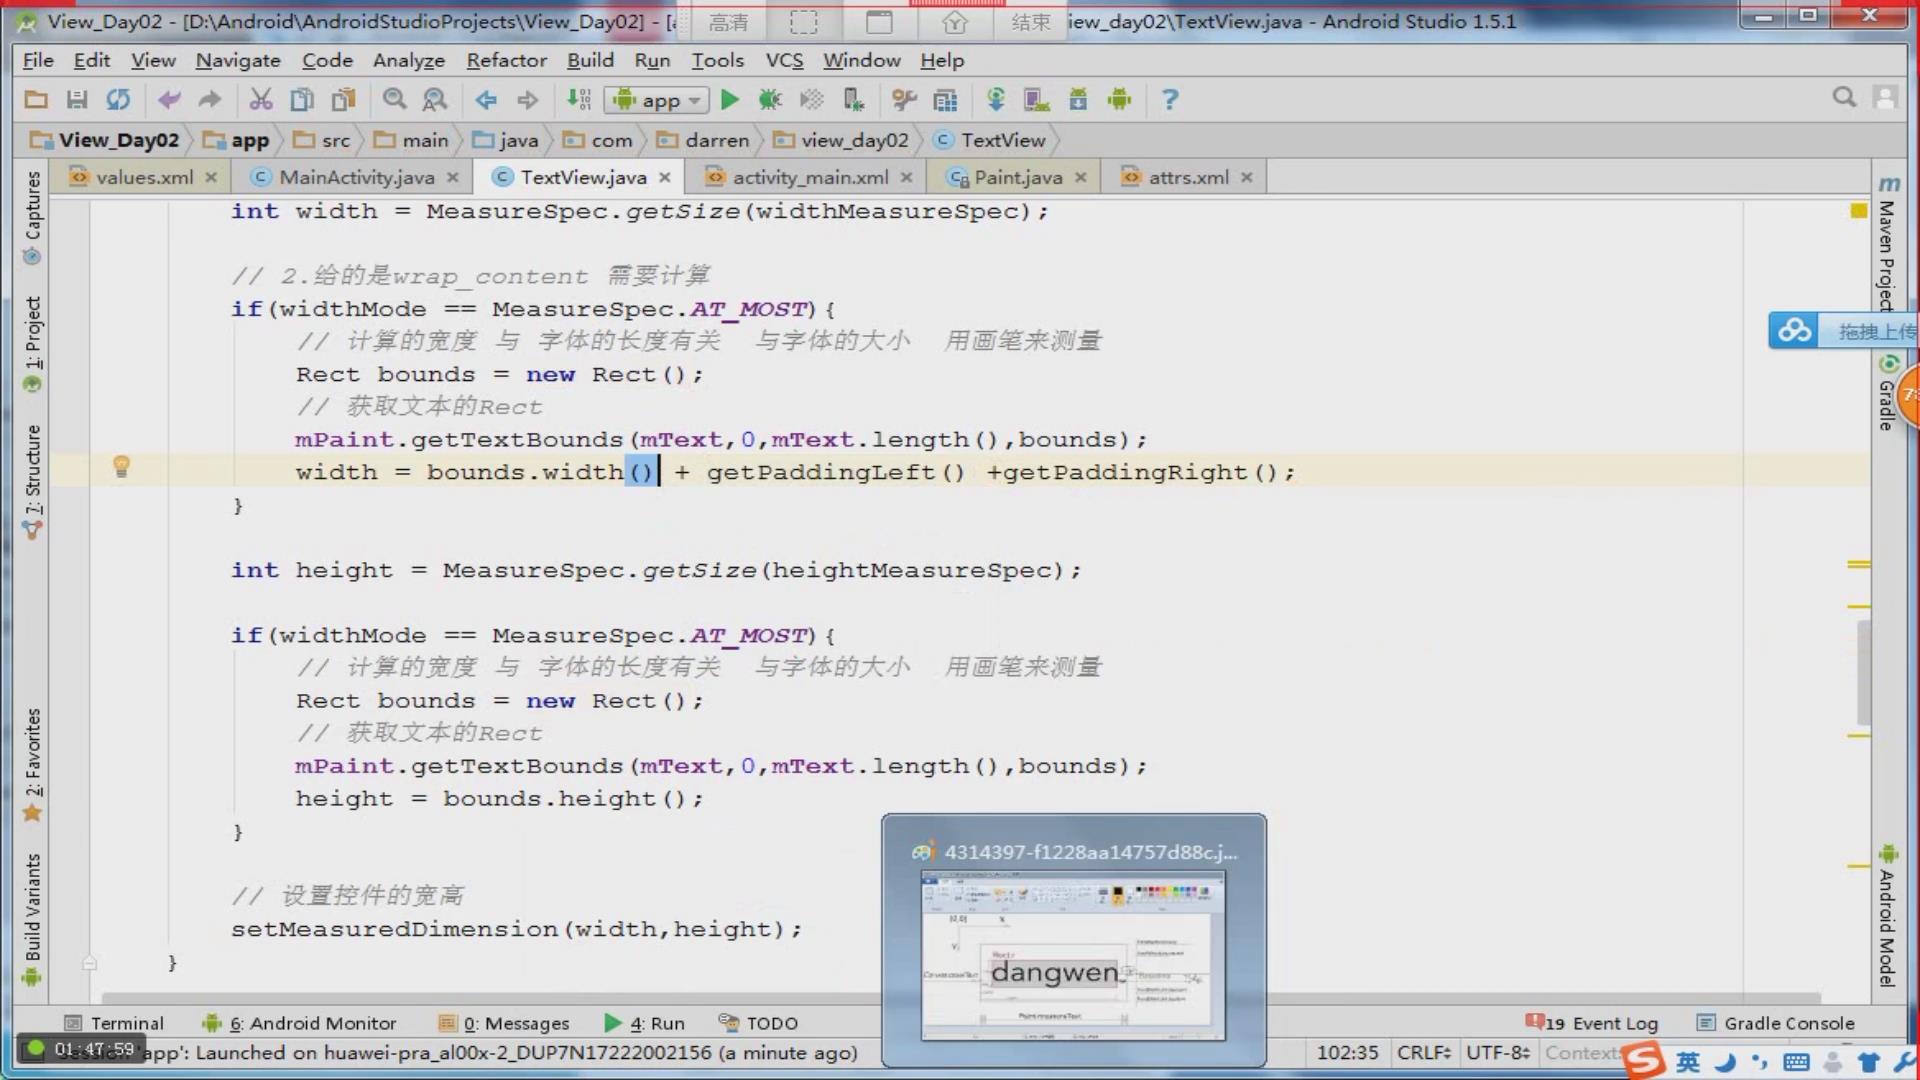 View_Day02 - [D:\Android\AndroidStudioProjects\View_Day02] - [
高清
结束
iew_day02\TextView.java - Android Studio 1.5.1
File Edit View Navigate Code Analyze Refactor Build Run Tools VCS Window Help
app
View_Day02 app src main java com darren view_day02 TextView
values.xml MainActivity.java TextView.java activity_main.xml Paint.java attrs.xml
int width = MeasureSpec.getSize(widthMeasureSpec);
// 2.给的是wrap_content 需要计算
if(widthMode == MeasureSpec.AT_MOST){
// 计算的宽度 与 字体的长度有关 与字体的大小 用画笔来测量
Rect bounds = new Rect();
// 获取文本的Rect
mPaint.getTextBounds(mText,0,mText.length(),bounds);
width = bounds.width() + getPaddingLeft() +getPaddingRight();
}
int height = MeasureSpec.getSize(heightMeasureSpec);
if(widthMode == MeasureSpec.AT_MOST){
// 计算的宽度 与 字体的长度有关 与字体的大小 用画笔来测量
Rect bounds = new Rect();
// 获取文本的Rect
mPaint.getTextBounds(mText,0,mText.length(),bounds);
height = bounds.height();
}
// 设置控件的宽高
setMeasuredDimension(width,height);
}
Captures
1: Project
7: Structure
2: Favorites
Build Variants
Maven Project
拖拽上传
Gradle
Android Model
4314397-f1228aa14757d88c.j...
dangwen
Terminal 6: Android Monitor 0: Messages 4: Run TODO
19 Event Log Gradle Console
01:47:59
'app': Launched on huawei-pra_al00x-2_DUP7N17222002156 (a minute ago)
102:35 CRLF UTF-8 Context
英